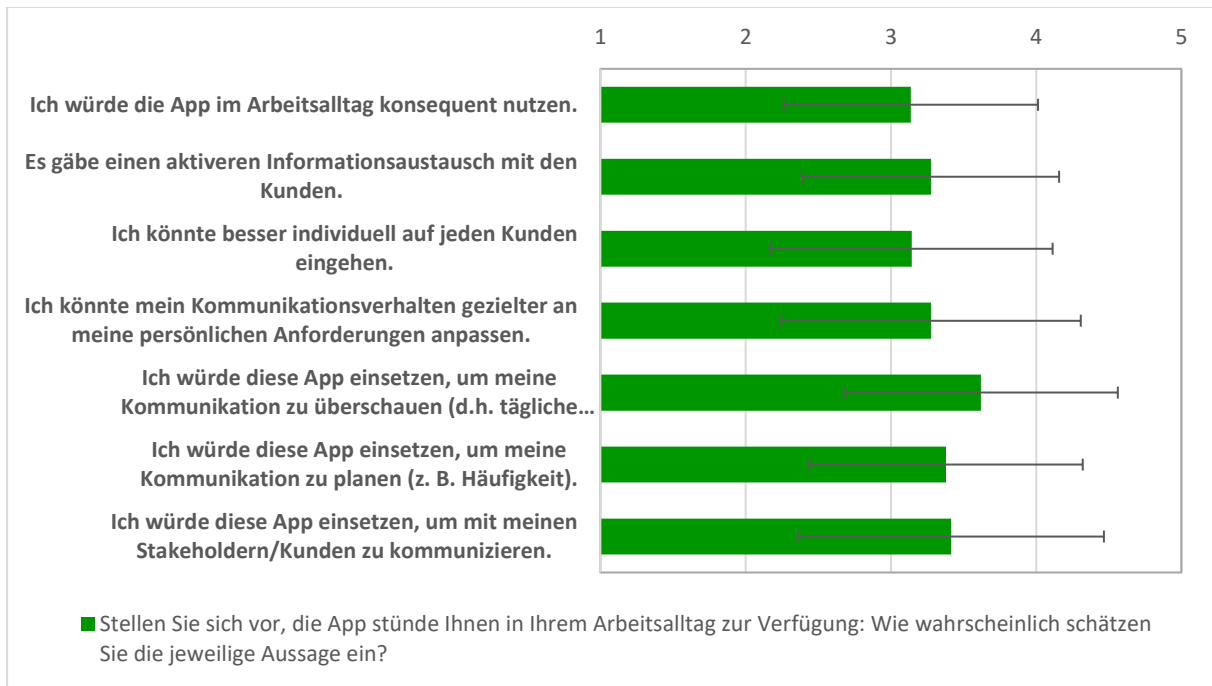 1 2 3 4 5
Ich würde die App im Arbeitsalltag konsequent nutzen.
Es gäbe einen aktiveren Informationsaustausch mit den
Kunden.
Ich könnte besser individuell auf jeden Kunden
eingehen.
Ich könnte mein Kommunikationsverhalten gezielter an
meine persönlichen Anforderungen anpassen.
Ich würde diese App einsetzen, um meine
Kommunikation zu überschauen (d.h. tägliche…
Ich würde diese App einsetzen, um meine
Kommunikation zu planen (z. B. Häufigkeit).
Ich würde diese App einsetzen, um mit meinen
Stakeholdern/Kunden zu kommunizieren.
Stellen Sie sich vor, die App stünde Ihnen in Ihrem Arbeitsalltag zur Verfügung: Wie wahrscheinlich schätzen
Sie die jeweilige Aussage ein?